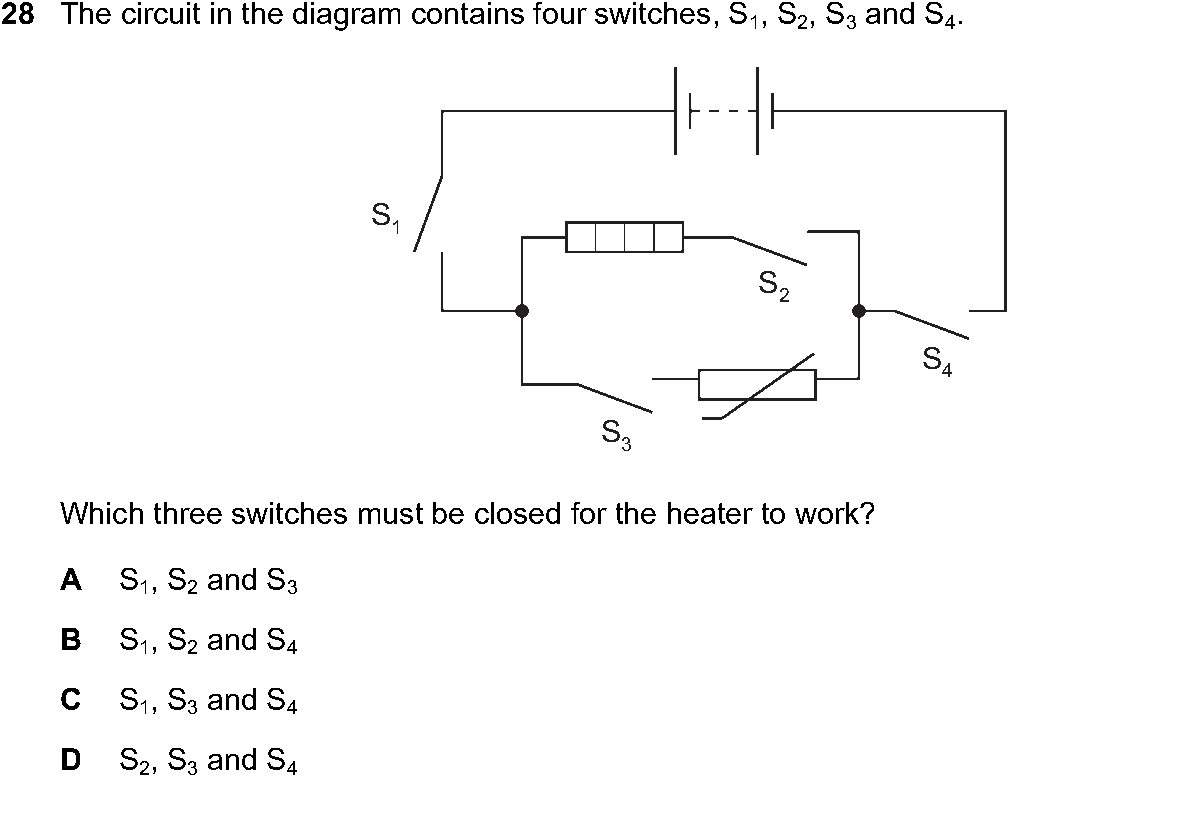 28 The circuit in the diagram contains four switches, S₁, S₂, S₃ and S₄.
S₁
S₂
S₄
S₃
Which three switches must be closed for the heater to work?
A S₁, S₂ and S₃
B S₁, S₂ and S₄
C S₁, S₃ and S₄
D S₂, S₃ and S₄